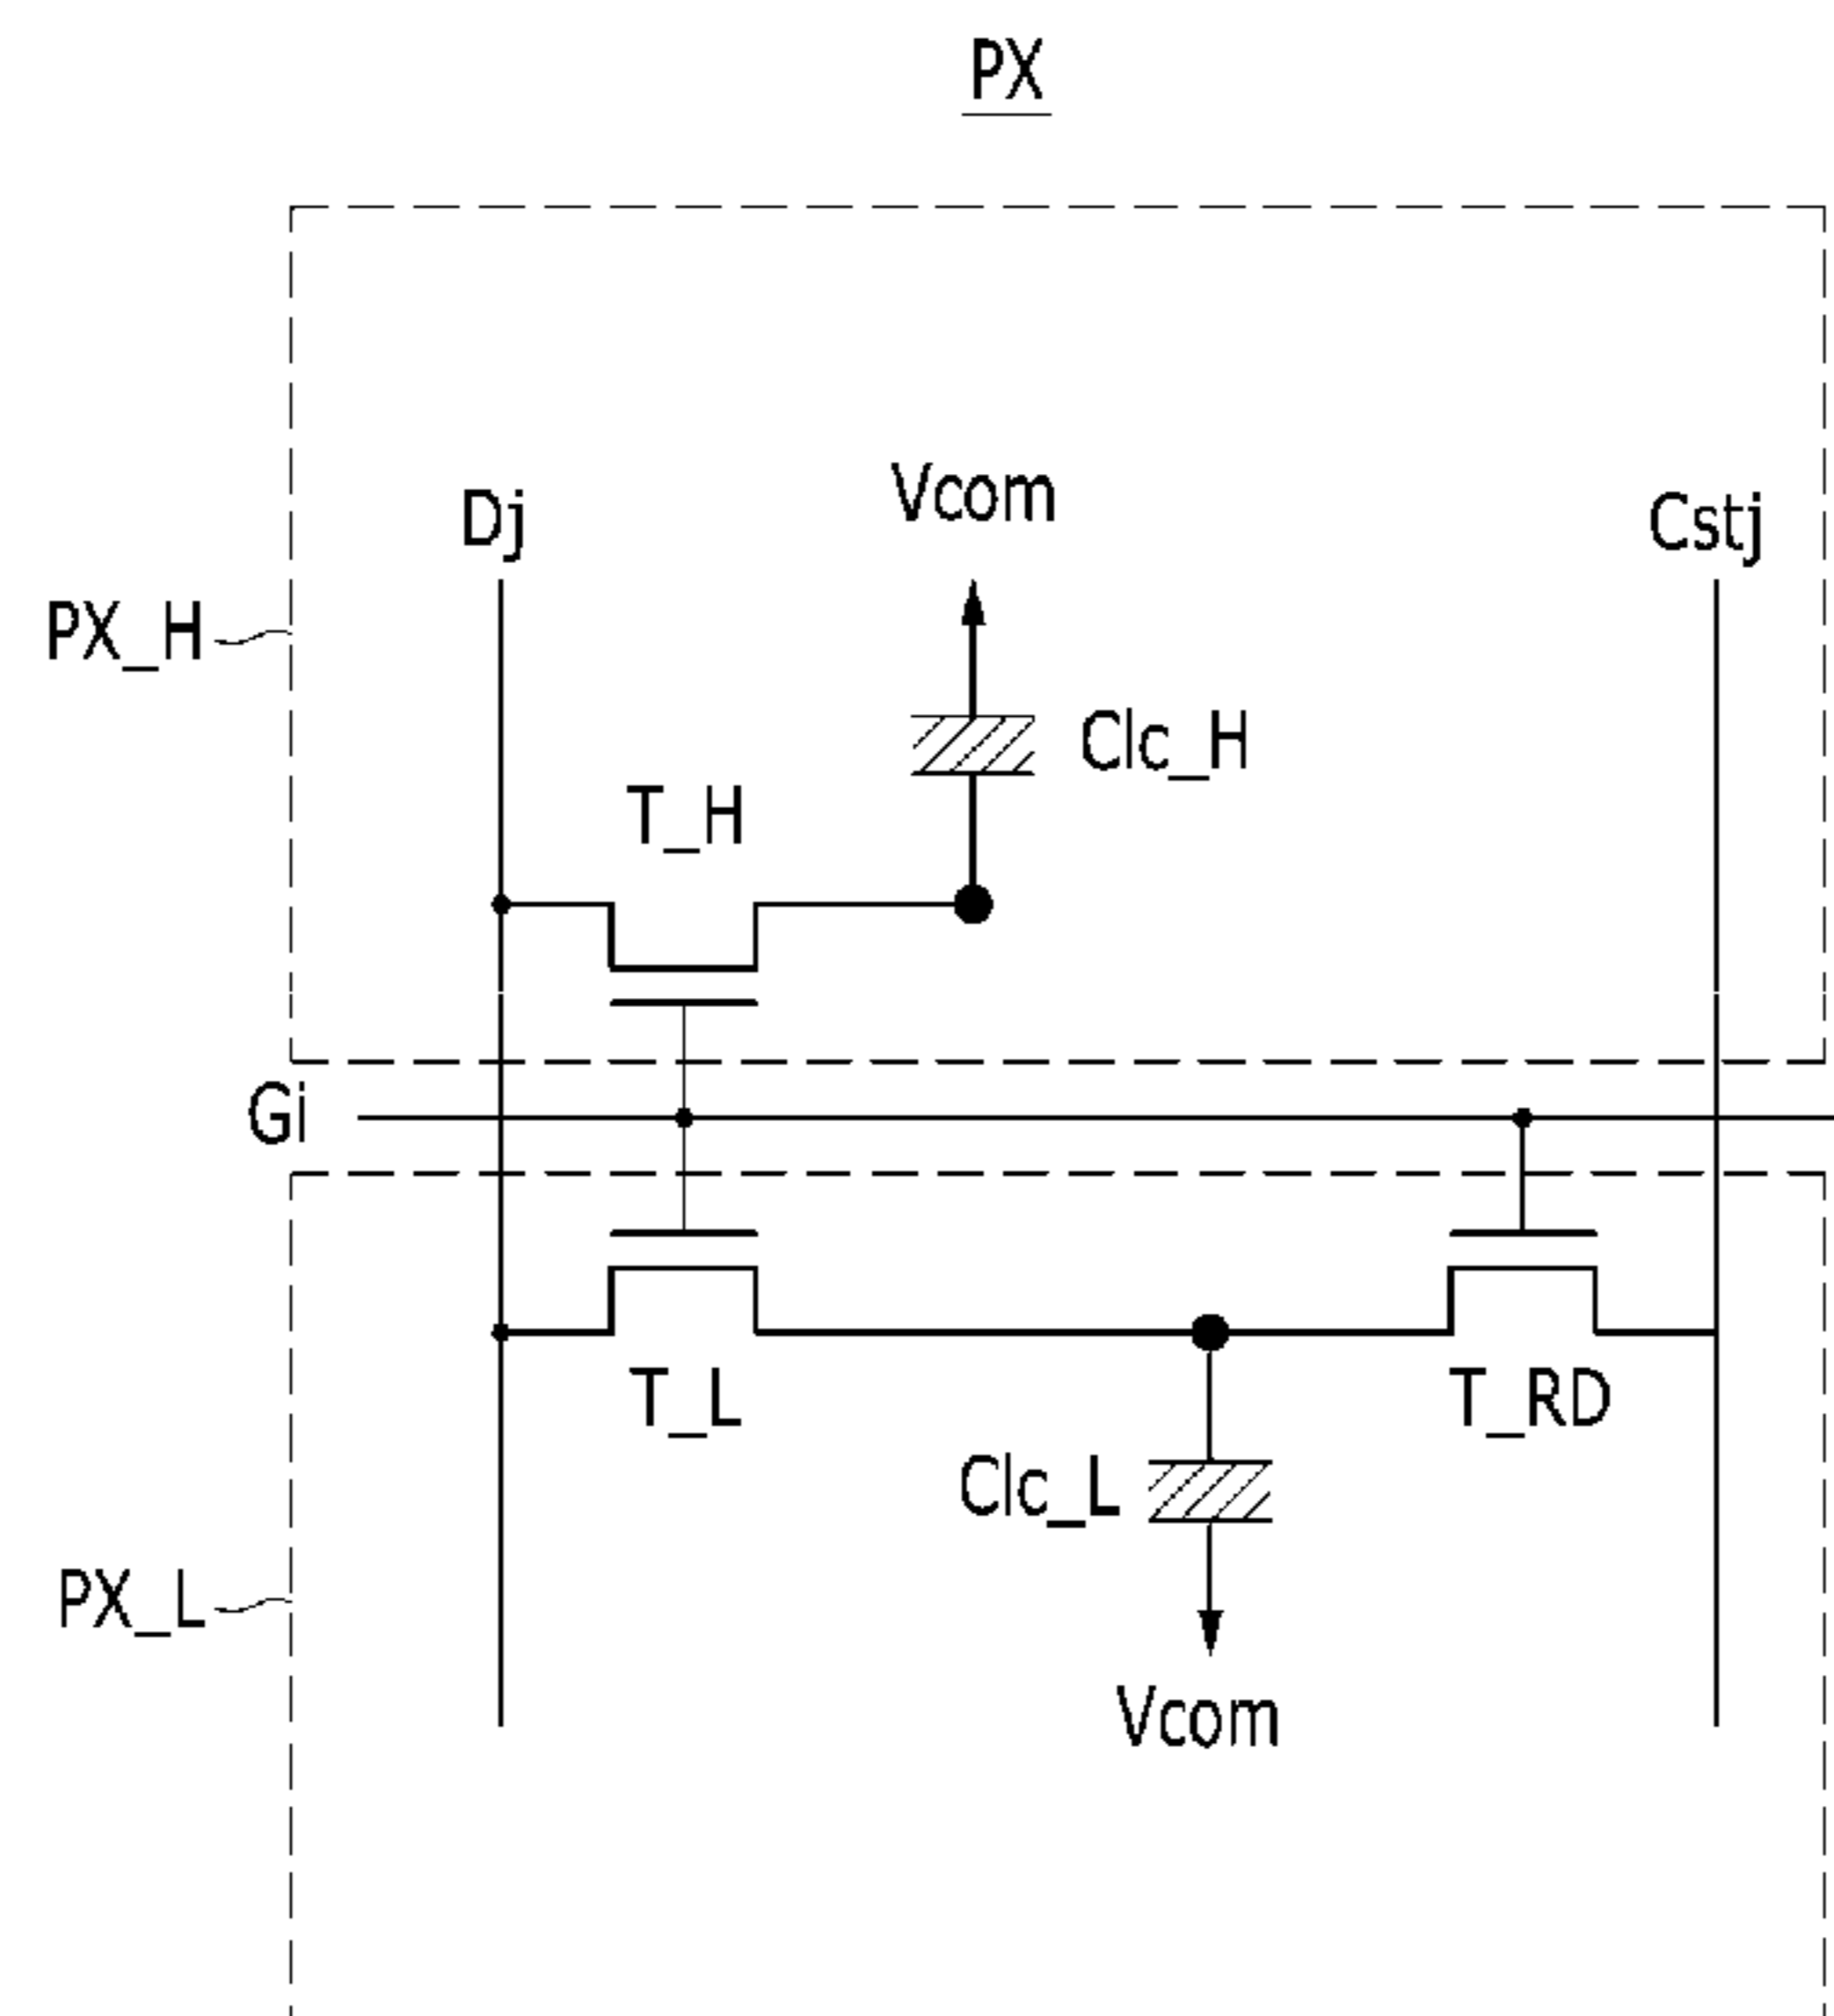 PX
Vcom
Dj
Cstj
PX_H
Clc_H
T_H
Gi
T_L
T_RD
Clc_L
PX_L
Vcom